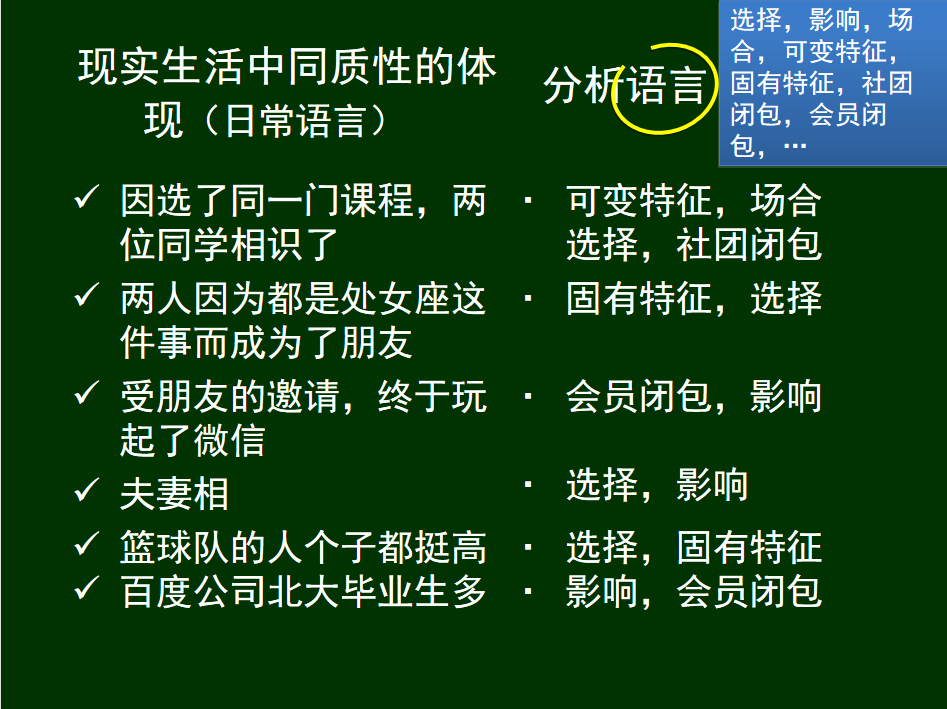 现实生活中同质性的体
现（日常语言）
分析语言
选择，影响，场
合，可变特征，
固有特征，社团
闭包，会员闭
包，…
✓ 因选了同一门课程，两
位同学相识了
✓ 两人因为都是处女座这
件事而成为了朋友
✓ 受朋友的邀请，终于玩
起了微信
✓ 夫妻相
✓ 篮球队的人个子都挺高
✓ 百度公司北大毕业生多
· 可变特征，场合
选择，社团闭包
· 固有特征，选择
· 会员闭包，影响
· 选择，影响
· 选择，固有特征
· 影响，会员闭包